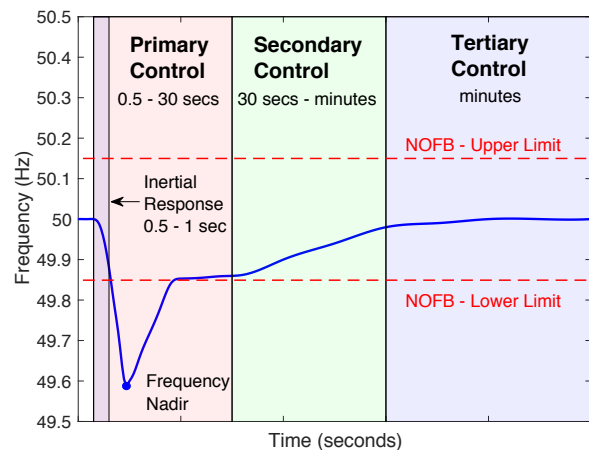 50.5
50.4
50.3
50.2
50.1
50
49.9
49.8
49.7
49.6
49.5
Frequency (Hz)
Time (seconds)
Primary
Control
0.5 - 30 secs
Secondary
Control
30 secs - minutes
Tertiary
Control
minutes
NOFB - Upper Limit
Inertial
Response
0.5 - 1 sec
NOFB - Lower Limit
Frequency
Nadir